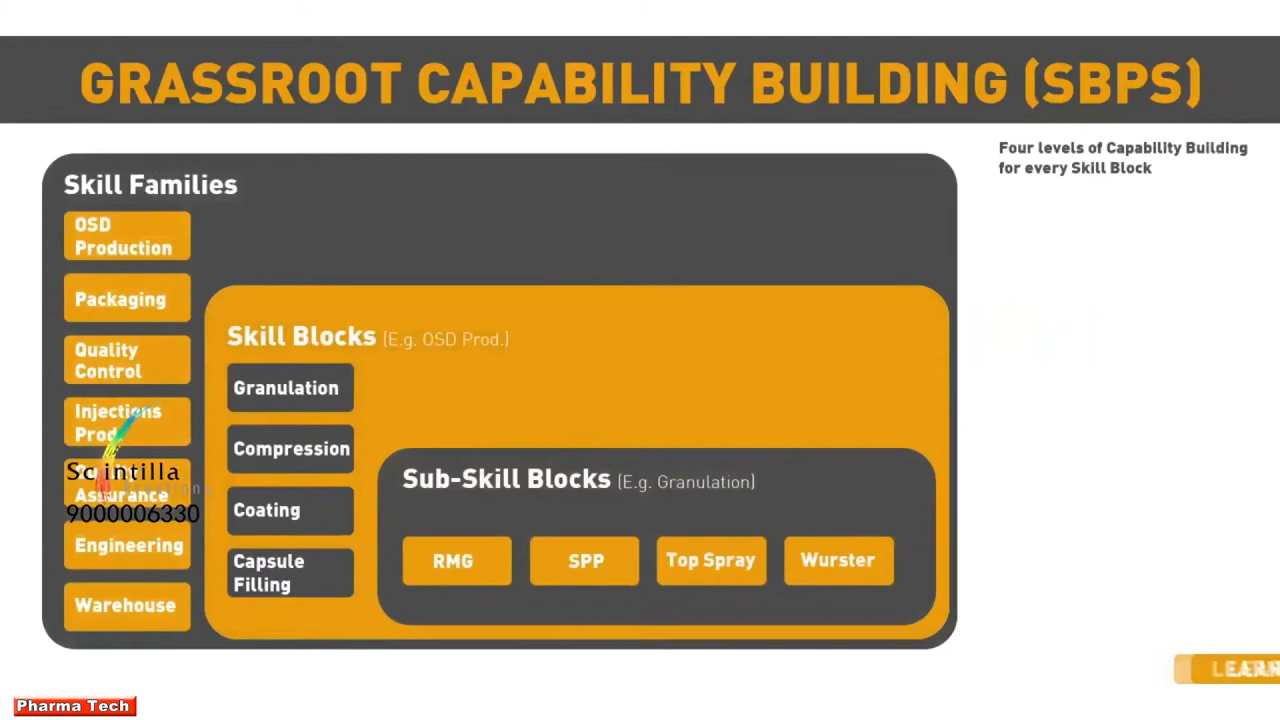 GRASSROOT CAPABILITY BUILDING (SBPS)
Four levels of Capability Building
for every Skill Block
Skill Families
OSD
Production
Packaging
Quality
Control
Injections
Prod
Assurance
Engineering
Warehouse
Skill Blocks (E.g. OSD Prod.)
Granulation
Compression
Coating
Capsule
Filling
Sub-Skill Blocks (E.g. Granulation)
RMG
SPP
Top Spray
Wurster
Scintilla
9000006330
Pharma Tech